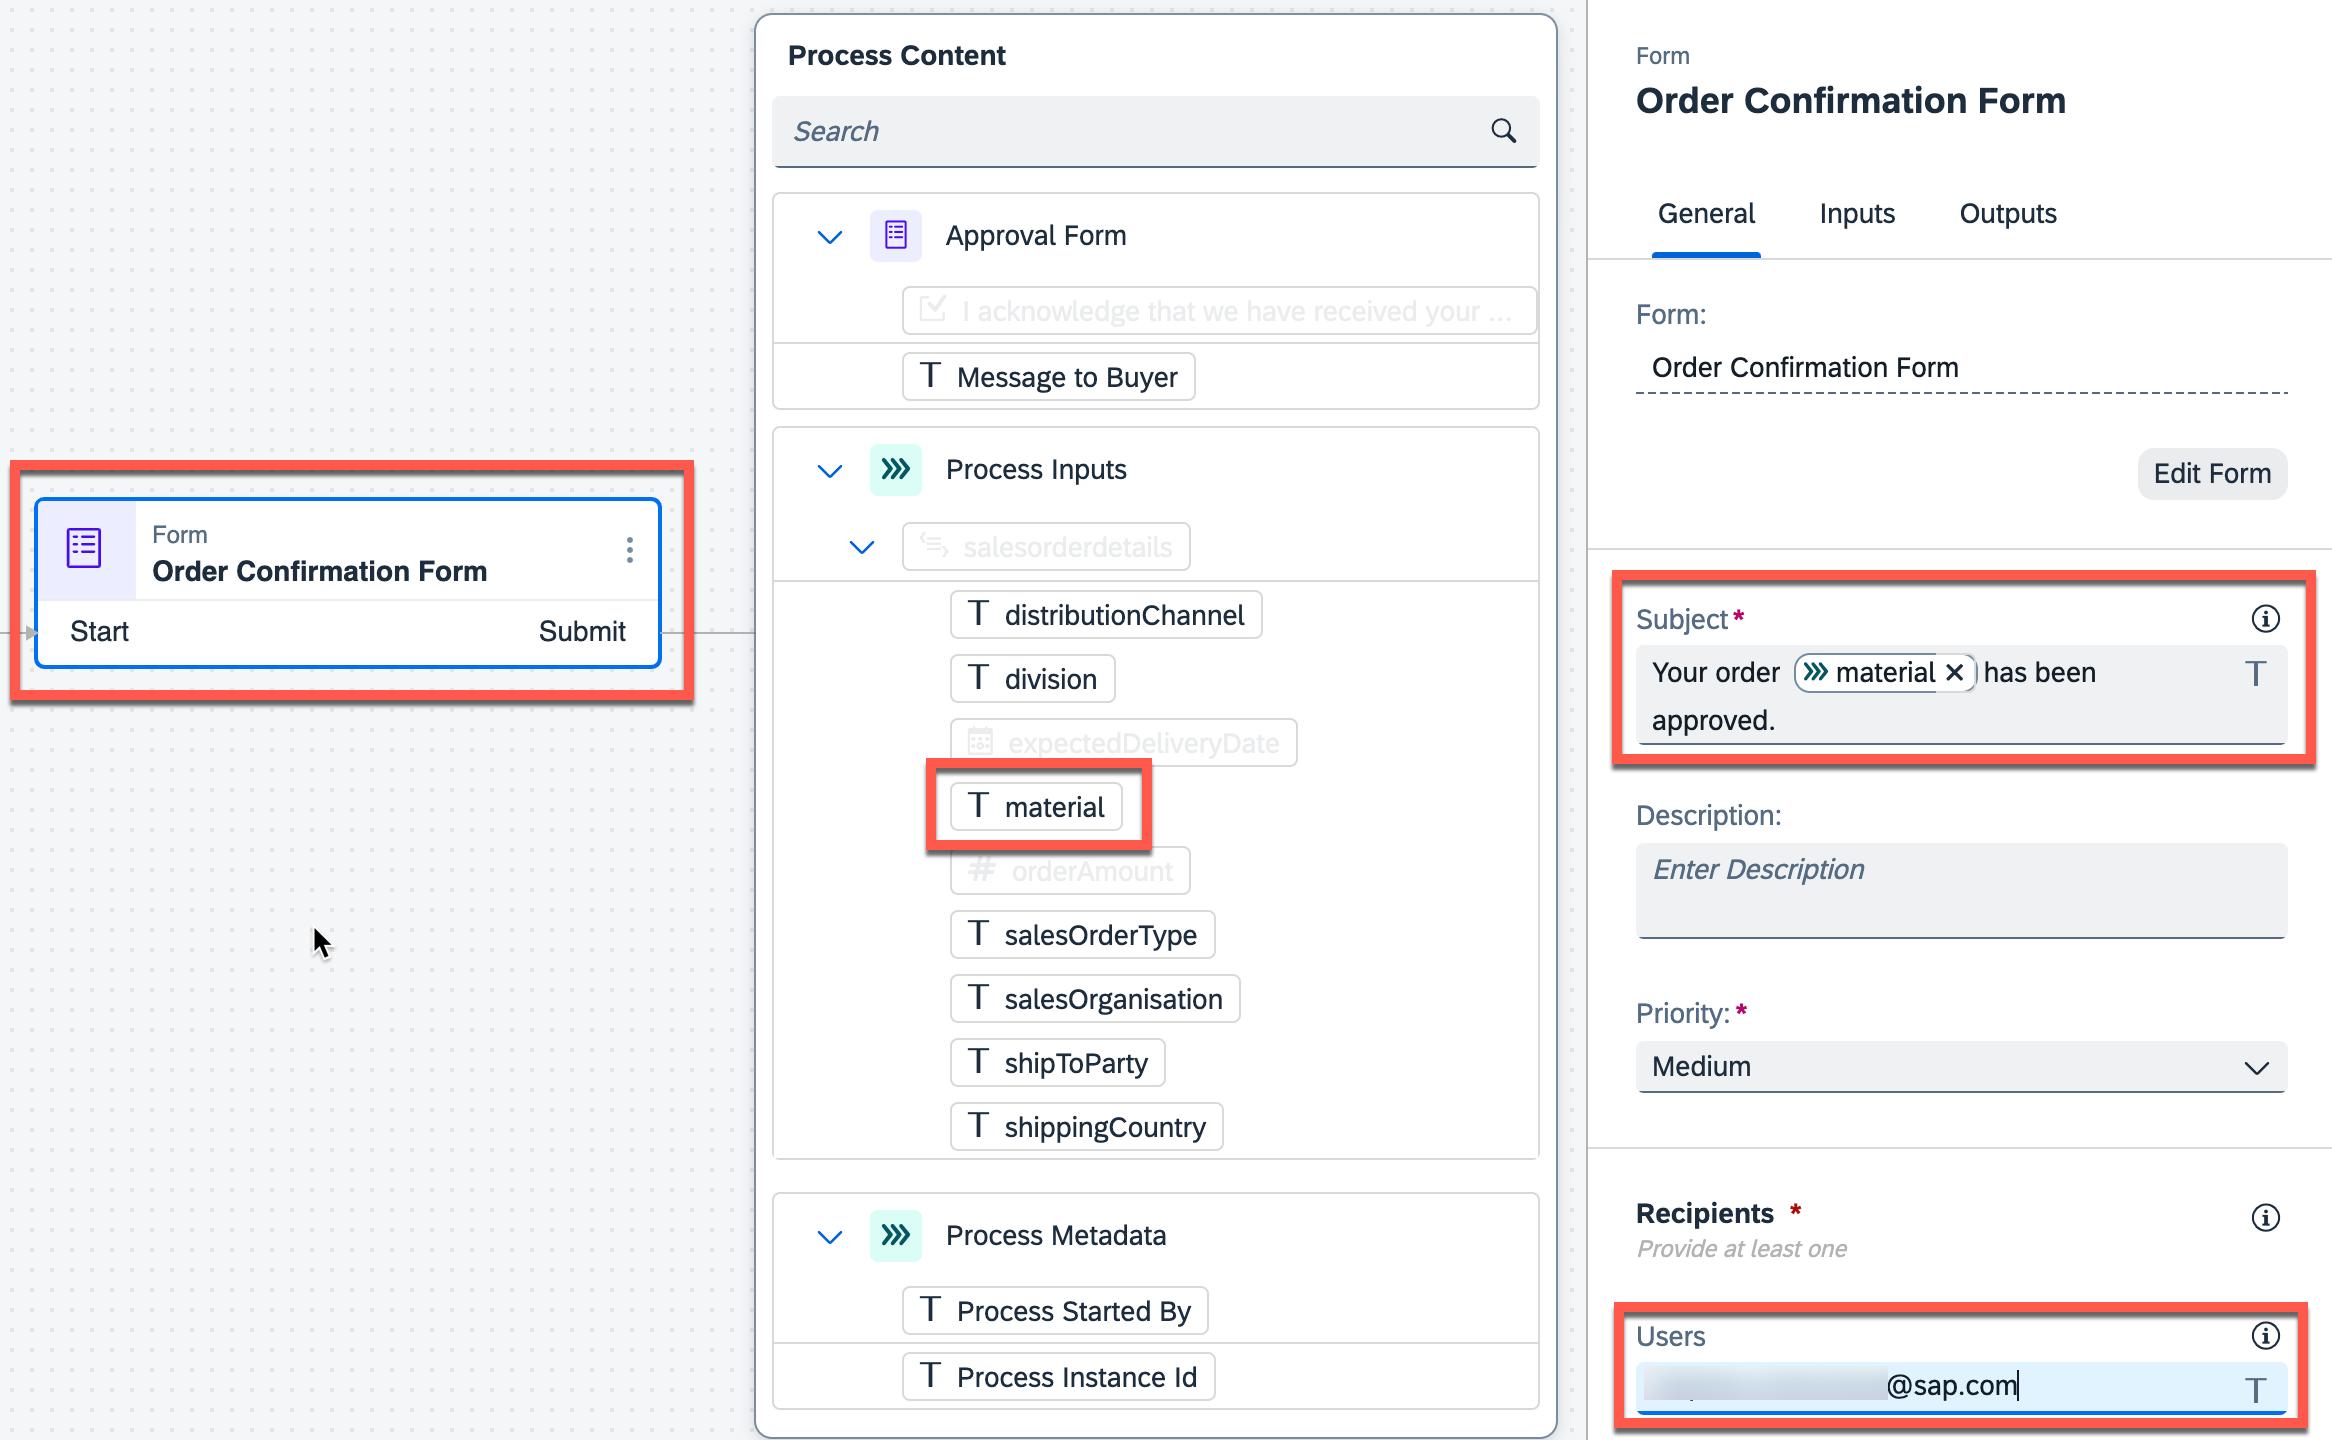 Form
Order Confirmation Form
Start
Submit
Process Content
Search
Approval Form
I acknowledge that we have received your ...
Message to Buyer
Process Inputs
salesorderdetails
distributionChannel
division
expectedDeliveryDate
material
# orderAmount
salesOrderType
salesOrganisation
shipToParty
shippingCountry
Process Metadata
Process Started By
Process Instance Id
Form
Order Confirmation Form
General Inputs Outputs
Form:
Order Confirmation Form
Edit Form
Subject*
Your order material has been
approved.
Description:
Enter Description
Priority: *
Medium
Recipients *
Provide at least one
Users
@sap.com